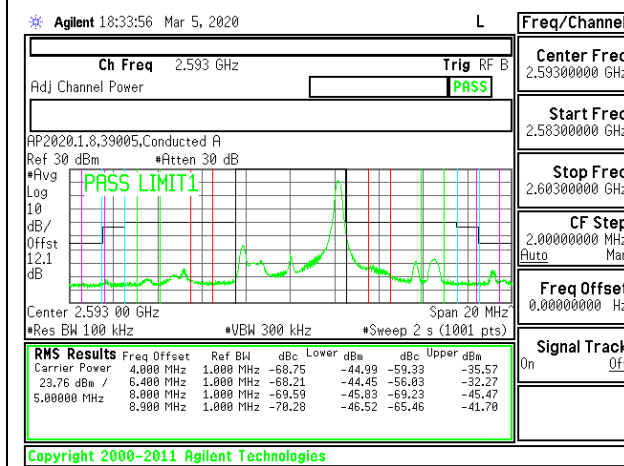 Agilent 18:33:56 Mar 5, 2020 L
Freq/Channel
Ch Freq 2.593 GHz Trig RF B
Adj Channel Power PASS
Center Freq
2.59300000 GHz
Start Freq
2.58300000 GHz
AP2020.1.8,39005,Conducted A
Ref 30 dBm #Atten 30 dB
#Avg
Log
10
dB/
Offst
12.1
dB
PASS LIMIT1
Stop Freq
2.60300000 GHz
CF Step
2.00000000 MHz
Auto Man
Freq Offset
0.00000000 Hz
Center 2.593 00 GHz Span 20 MHz^
#Res BW 100 kHz #VBW 300 kHz #Sweep 2 s (1001 pts)
Signal Track
On Off
RMS Results Freq Offset Ref BW dBc Lower dBm dBc Upper dBm
Carrier Power 4.000 MHz 1.000 MHz -68.75 -44.99 -59.33 -35.57
23.76 dBm / 6.400 MHz 1.000 MHz -68.21 -44.45 -56.03 -32.27
5.00000 MHz 8.000 MHz 1.000 MHz -69.59 -45.83 -69.23 -45.47
8.900 MHz 1.000 MHz -70.28 -46.52 -65.46 -41.70
Copyright 2000-2011 Agilent Technologies